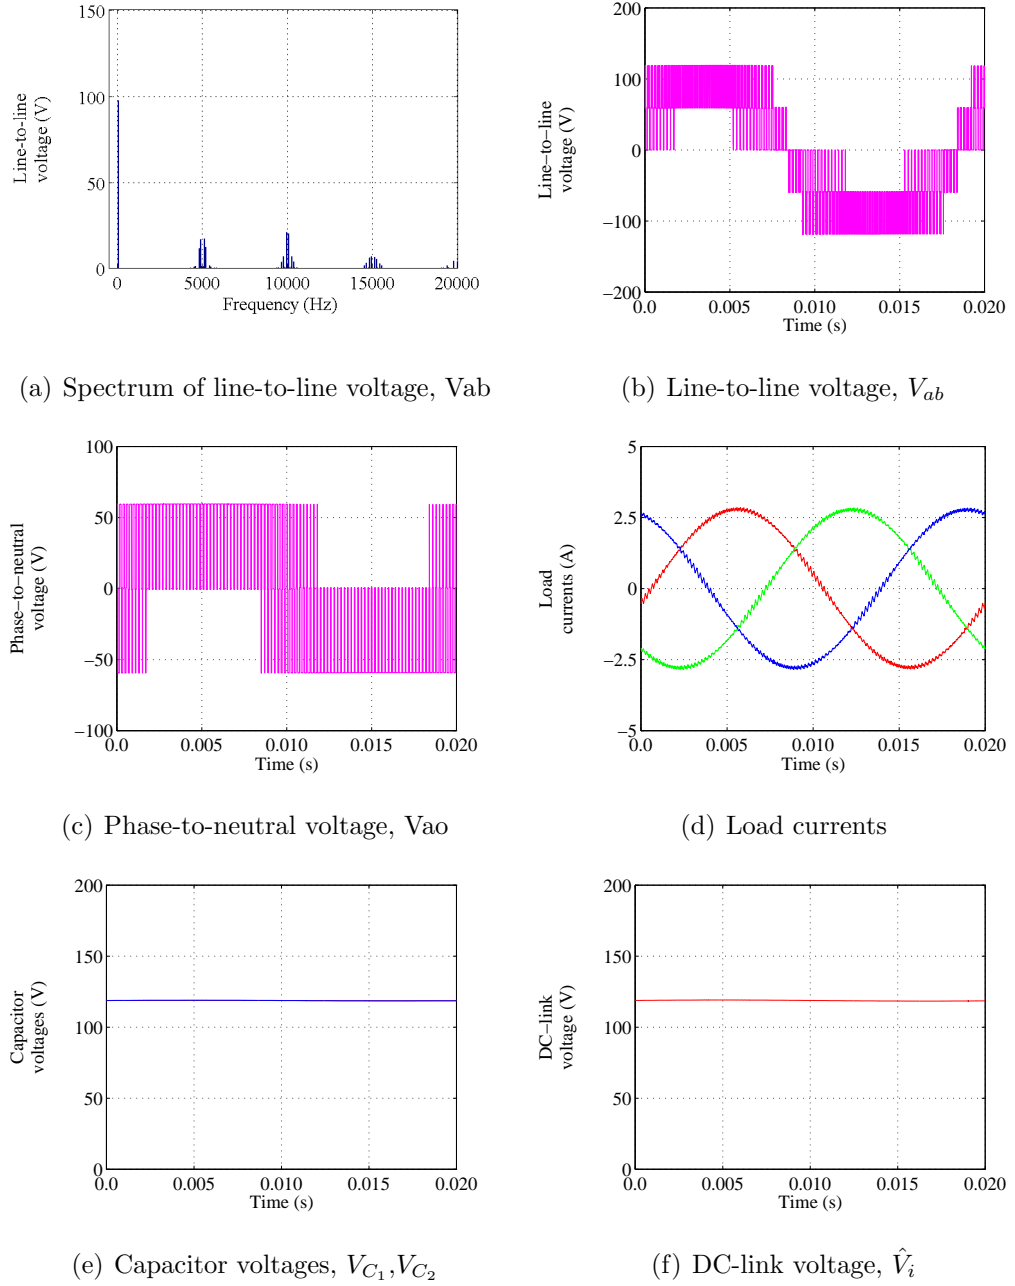 150
100
50
0
Line-to-line
voltage (V)
0
5000
10000
15000
20000
Frequency (Hz)
(a) Spectrum of line-to-line voltage, Vab
200
100
0
−100
−200
Line−to−line
voltage (V)
0.0
0.005
0.010
0.015
0.020
Time (s)
(b) Line-to-line voltage, V_ab
100
50
0
−50
−100
Phase−to−neutral
voltage (V)
0.0
0.005
0.010
0.015
0.020
Time (s)
(c) Phase-to-neutral voltage, Vao
5
2.5
0
−2.5
−5
Load
currents (A)
0.0
0.005
0.010
0.015
0.020
Time (s)
(d) Load currents
200
150
100
50
0
Capacitor
voltages (V)
0.0
0.005
0.010
0.015
0.020
Time (s)
(e) Capacitor voltages, V_C1,V_C2
200
150
100
50
0
DC−link
voltage (V)
0.0
0.005
0.010
0.015
0.020
Time (s)
(f) DC-link voltage, V̂_i